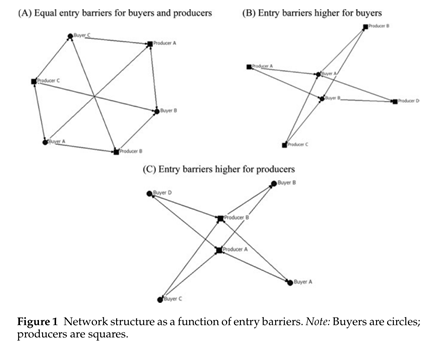 (A) Equal entry barriers for buyers and producers
Buyer C
Producer A
Producer C
Buyer B
Buyer A
Producer B
(B) Entry barriers higher for buyers
Producer B
Producer A
Buyer A
Buyer B
Producer D
Producer C
(C) Entry barriers higher for producers
Buyer B
Buyer D
Producer B
Producer A
Buyer A
Buyer C
Figure 1 Network structure as a function of entry barriers. Note: Buyers are circles;
producers are squares.